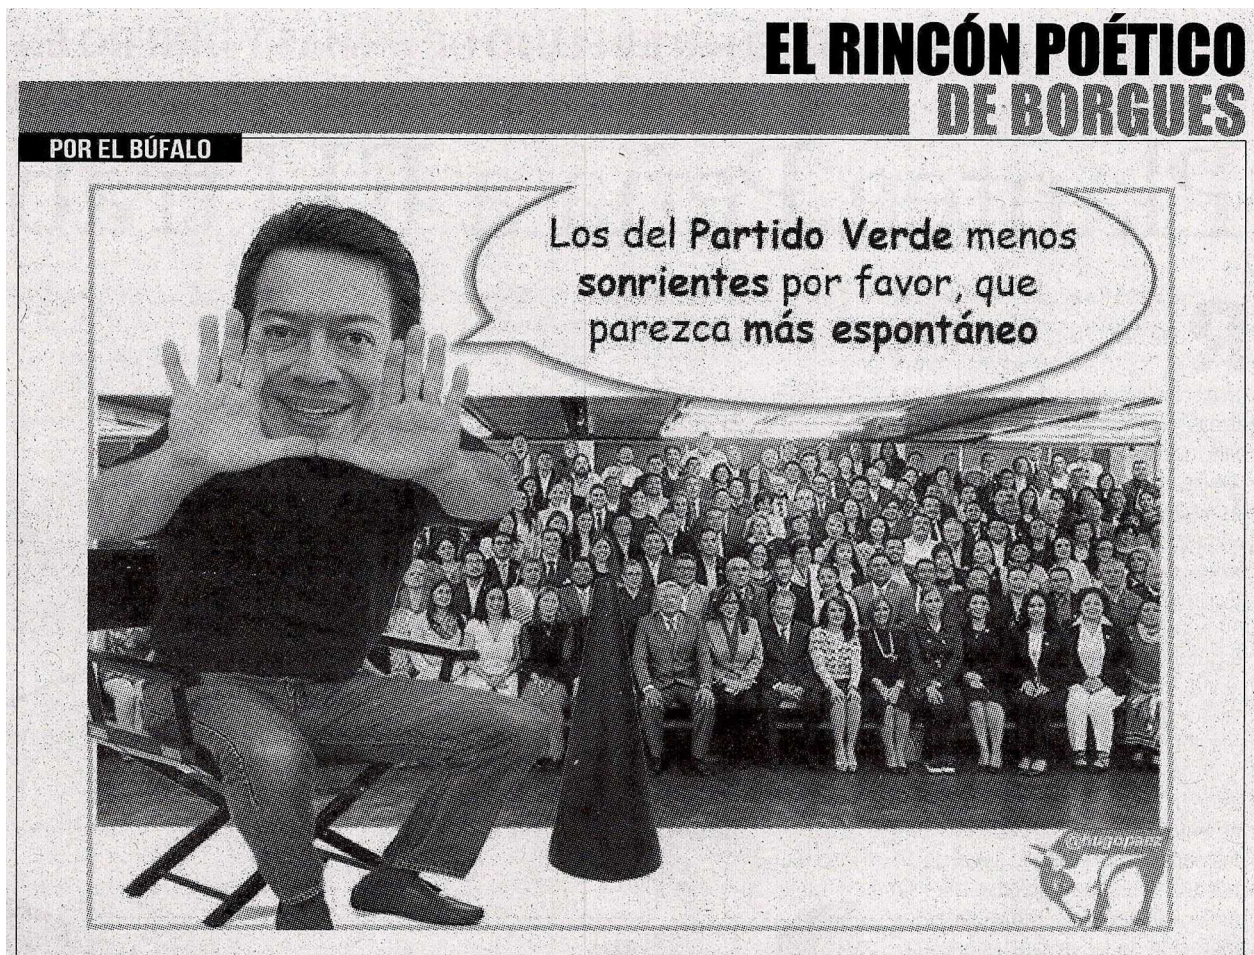 EL RINCÓN POÉTICO
DE BORGUES
POR EL BÚFALO
Los del Partido Verde menos
sonrientes por favor, que
parezca más espontáneo